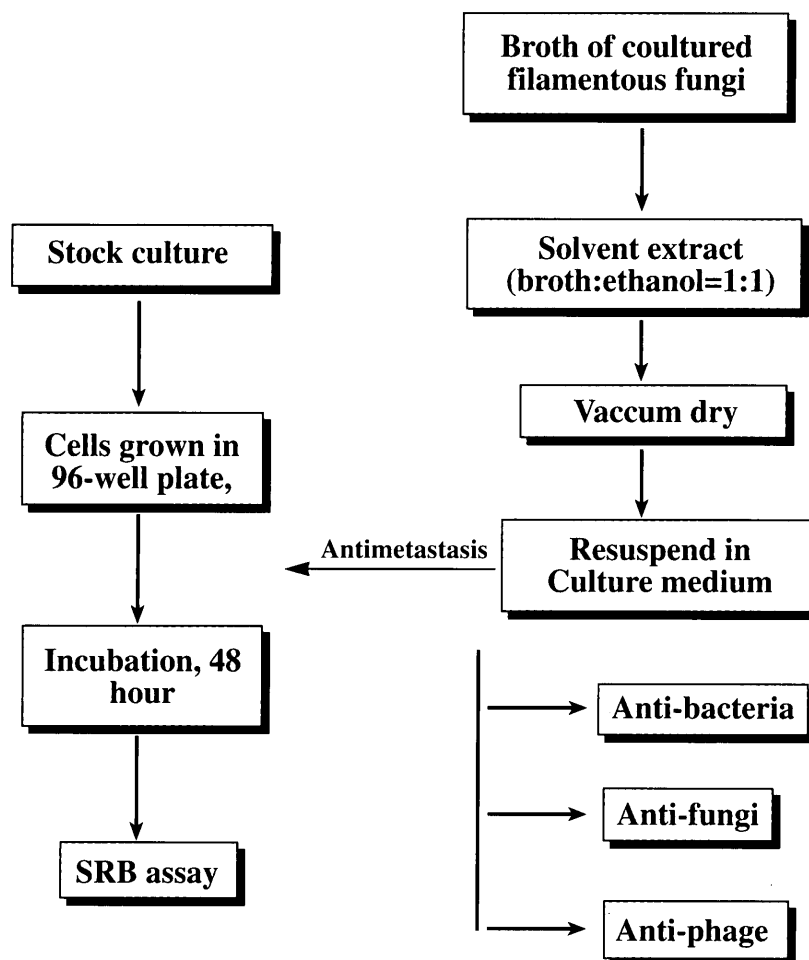 Broth of coultured
filamentous fungi
Solvent extract
(broth:ethanol=1:1)
Vaccum dry
Resuspend in
Culture medium
Antimetastasis
Stock culture
Cells grown in
96-well plate,
Incubation, 48
hour
SRB assay
Anti-bacteria
Anti-fungi
Anti-phage